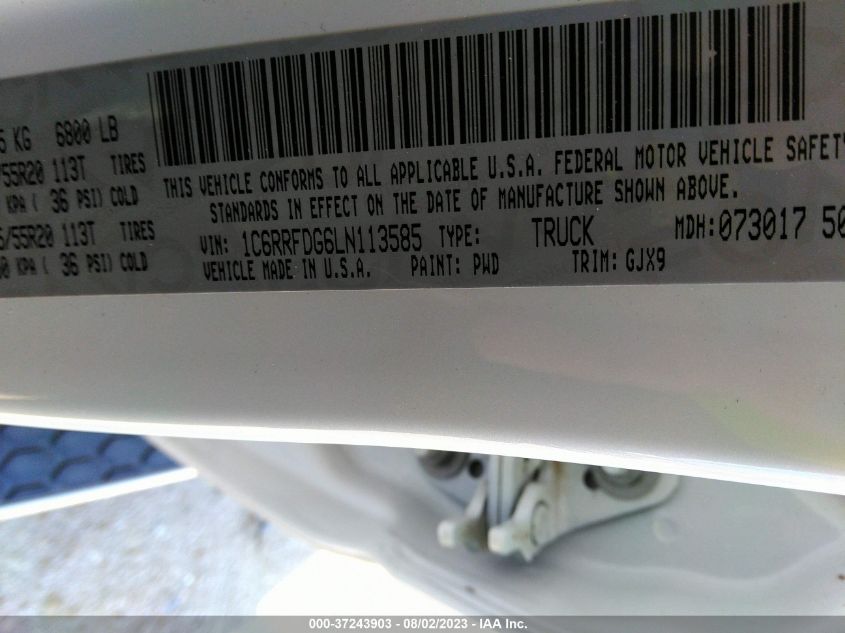 5 KG 6800 LB
/55R20 113T TIRES
KPA ( 36 PSI) COLD
5/55R20 113T TIRES
0 KPA ( 36 PSI) COLD
THIS VEHICLE CONFORMS TO ALL APPLICABLE U.S.A. FEDERAL MOTOR VEHICLE SAFETY
STANDARDS IN EFFECT ON THE DATE OF MANUFACTURE SHOWN ABOVE.
VIN: 1C6RRFDG6LN113585 TYPE: TRUCK MDH:073017 50
VEHICLE MADE IN U.S.A. PAINT: PWD TRIM: GJX9
000-37243903 - 08/02/2023 - IAA Inc.